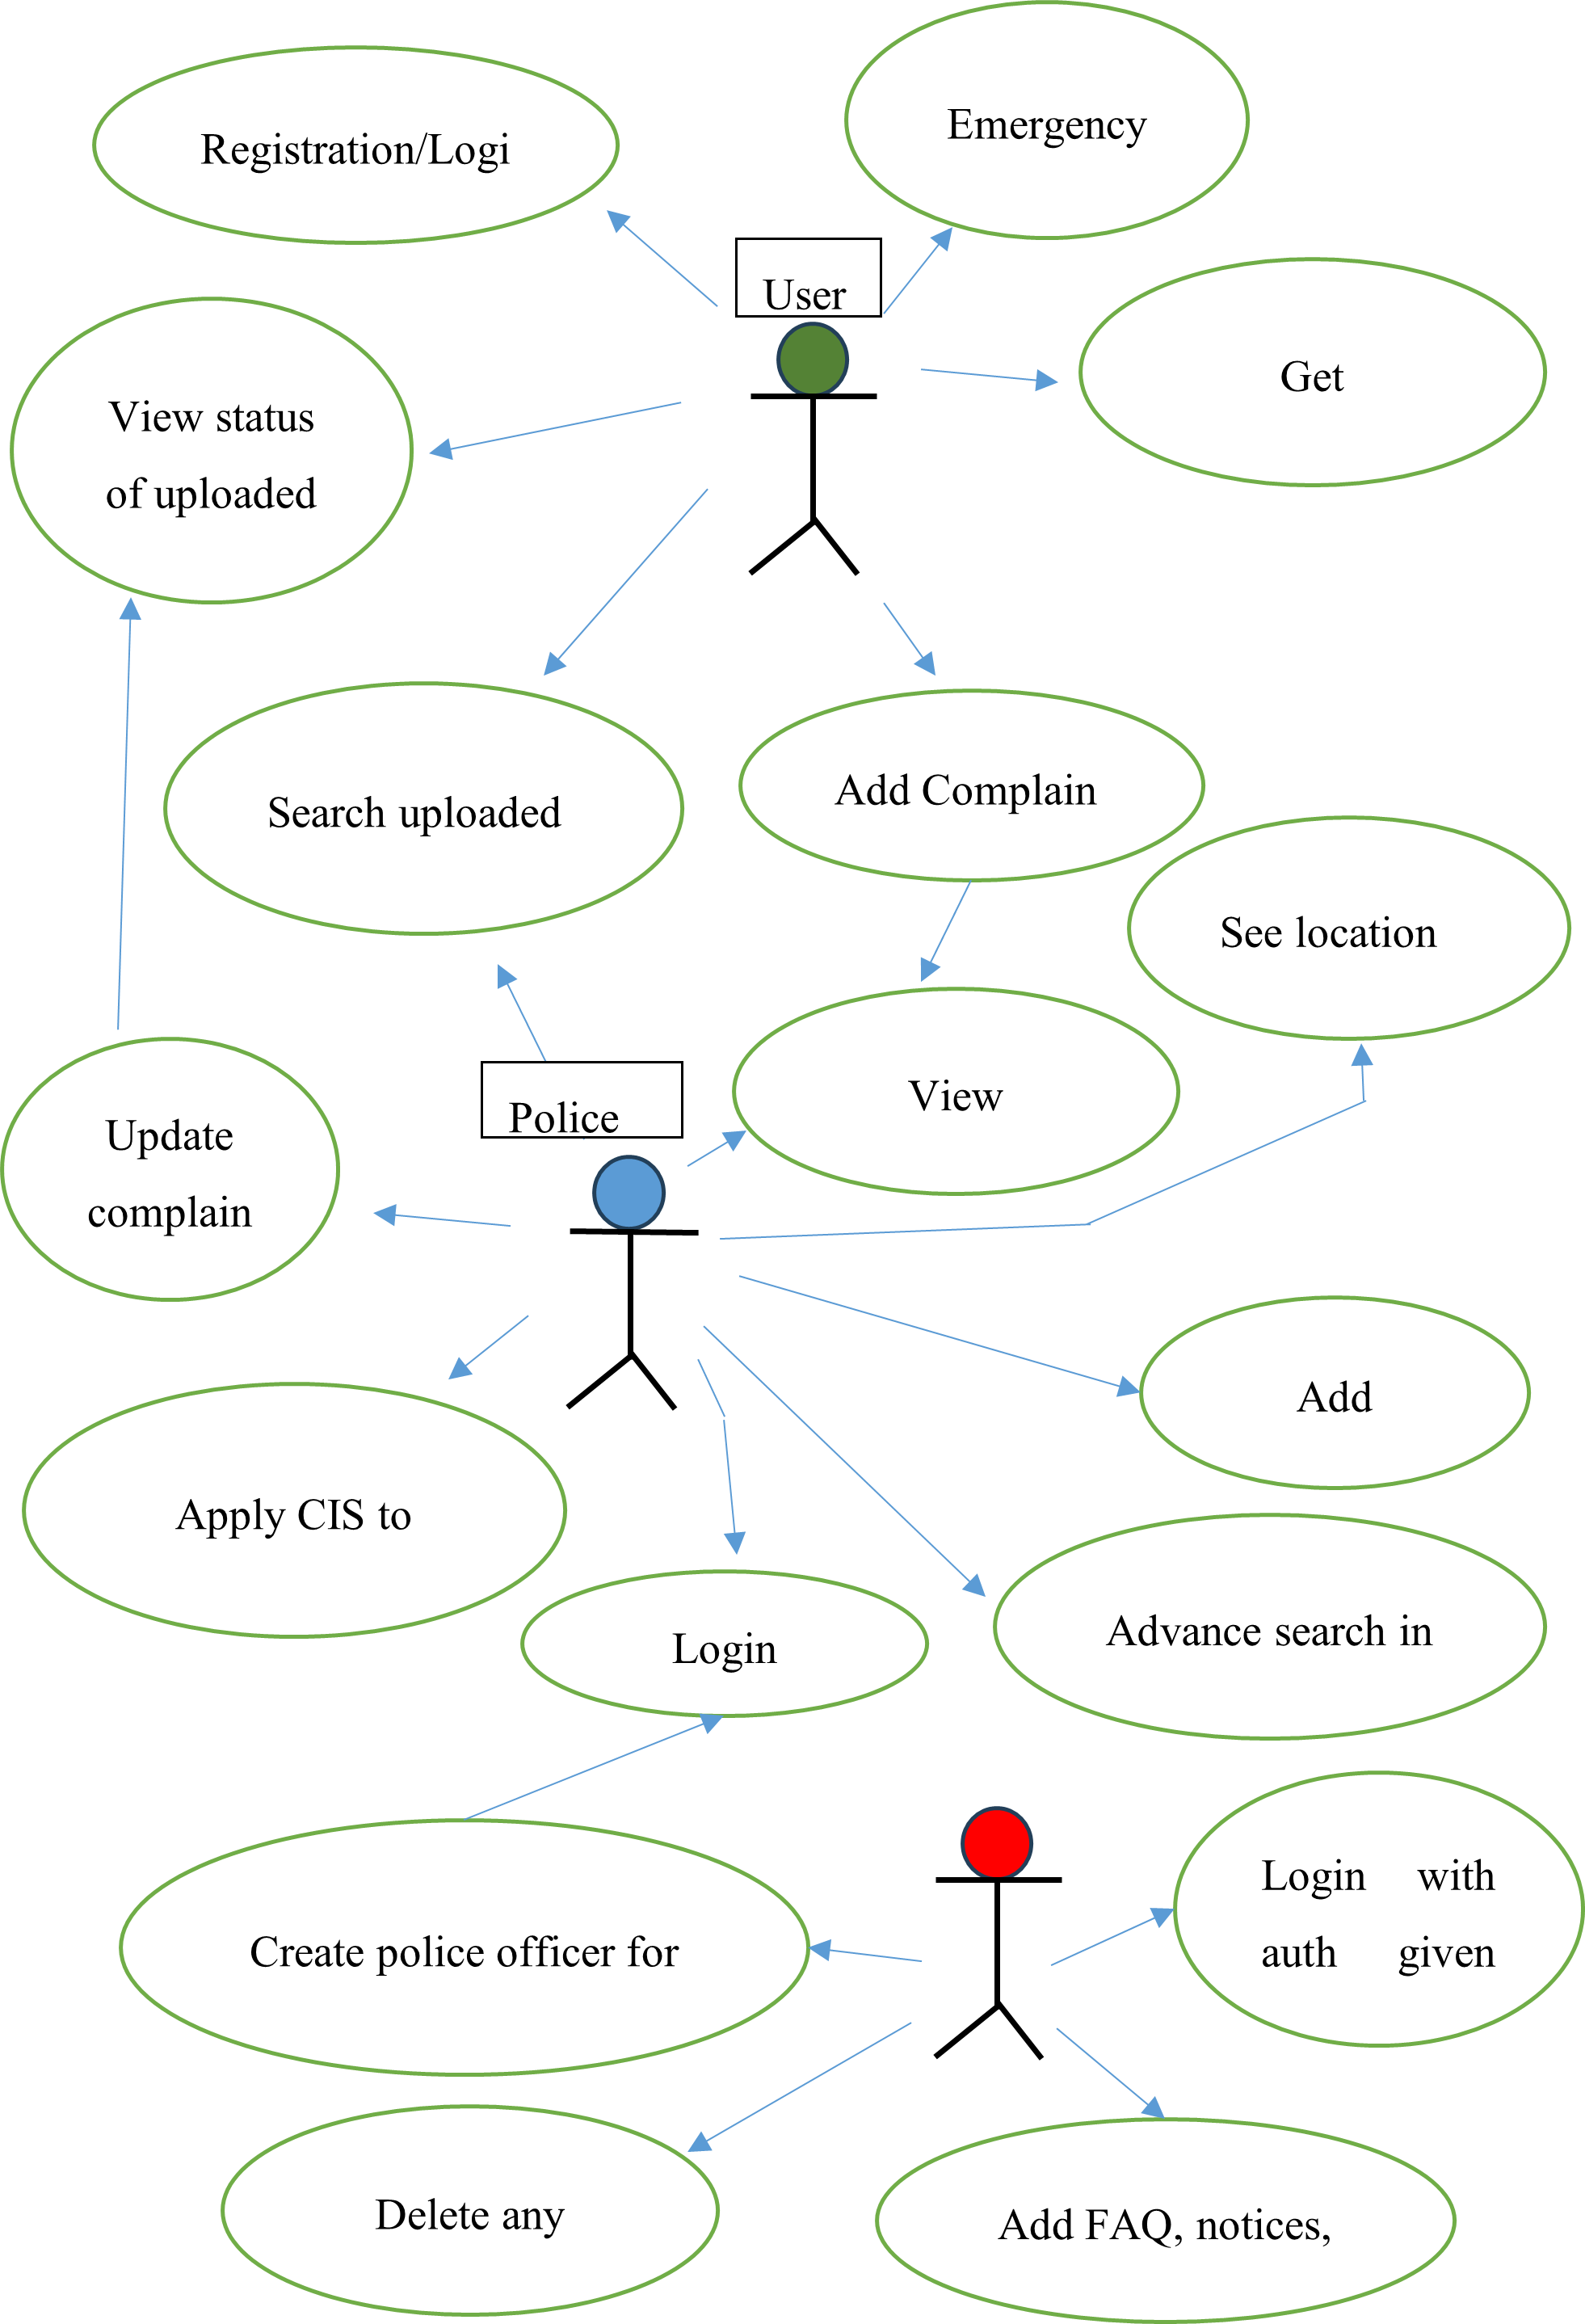 Registration/Logi
Emergency
User
Get
View status
of uploaded
Search uploaded
Add Complain
See location
View
Police
Update
complain
Add
Apply CIS to
Advance search in
Login
Login with
auth given
Create police officer for
Delete any
Add FAQ, notices,